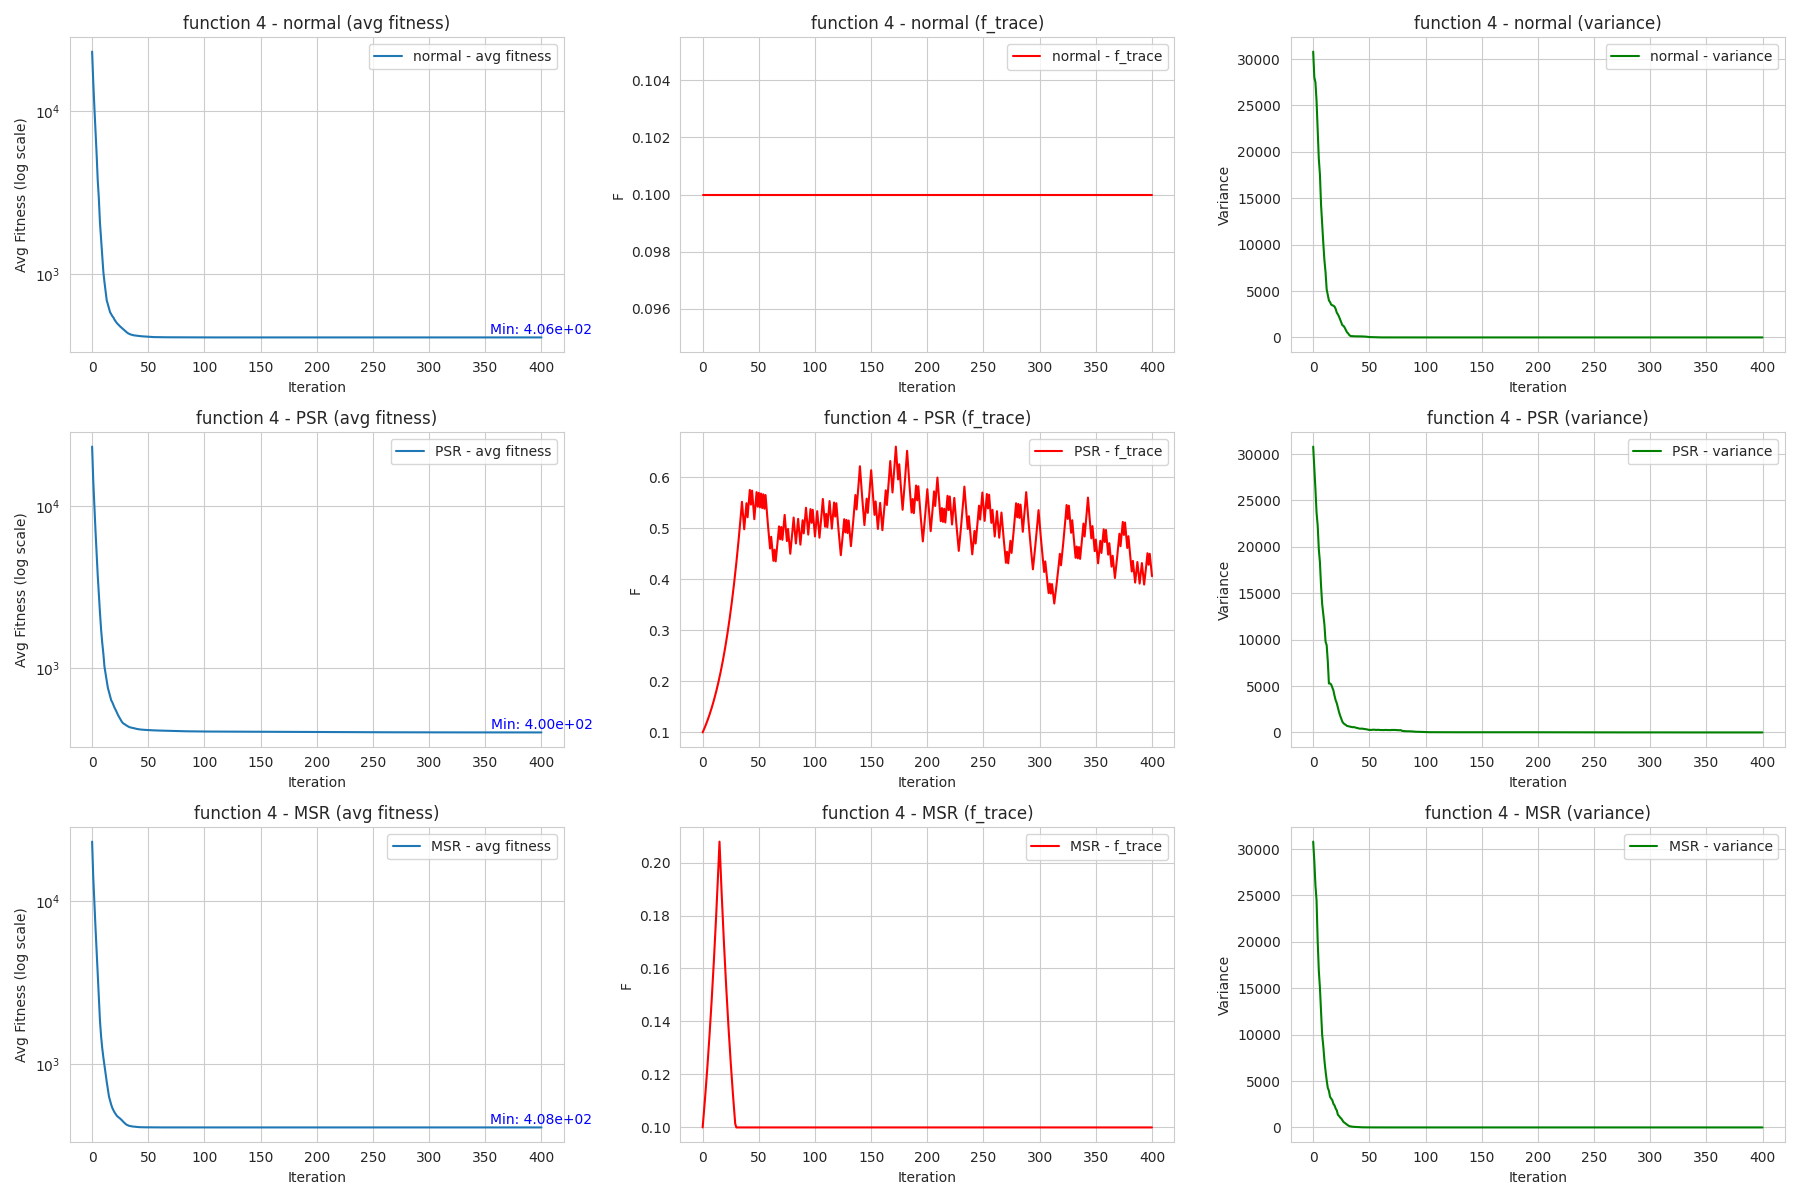 function 4 - normal (avg fitness)
normal - avg fitness
Avg Fitness (log scale)
10^4
10^3
Min: 4.06e+02
0 50 100 150 200 250 300 350 400
Iteration
function 4 - normal (f_trace)
normal - f_trace
F
0.104
0.102
0.100
0.098
0.096
0 50 100 150 200 250 300 350 400
Iteration
function 4 - normal (variance)
normal - variance
Variance
30000
25000
20000
15000
10000
5000
0
0 50 100 150 200 250 300 350 400
Iteration
function 4 - PSR (avg fitness)
PSR - avg fitness
Avg Fitness (log scale)
10^4
10^3
Min: 4.00e+02
0 50 100 150 200 250 300 350 400
Iteration
function 4 - PSR (f_trace)
PSR - f_trace
F
0.6
0.5
0.4
0.3
0.2
0.1
0 50 100 150 200 250 300 350 400
Iteration
function 4 - PSR (variance)
PSR - variance
Variance
30000
25000
20000
15000
10000
5000
0
0 50 100 150 200 250 300 350 400
Iteration
function 4 - MSR (avg fitness)
MSR - avg fitness
Avg Fitness (log scale)
10^4
10^3
Min: 4.08e+02
0 50 100 150 200 250 300 350 400
Iteration
function 4 - MSR (f_trace)
MSR - f_trace
F
0.20
0.18
0.16
0.14
0.12
0.10
0 50 100 150 200 250 300 350 400
Iteration
function 4 - MSR (variance)
MSR - variance
Variance
30000
25000
20000
15000
10000
5000
0
0 50 100 150 200 250 300 350 400
Iteration